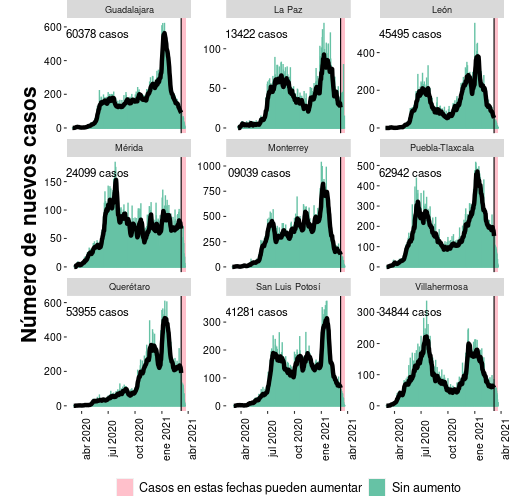 Guadalajara
La Paz
León
60378 casos
13422 casos
45495 casos
600
400
200
0
100
50
0
400
200
0
Mérida
Monterrey
Puebla-Tlaxcala
24099 casos
09039 casos
62942 casos
150
100
50
0
1000
750
500
250
0
500
400
300
200
100
0
Querétaro
San Luis Potosí
Villahermosa
53955 casos
41281 casos
34844 casos
600
400
200
0
300
200
100
0
300
200
100
0
abr 2020
jul 2020
oct 2020
ene 2021
abr 2021
abr 2020
jul 2020
oct 2020
ene 2021
abr 2021
abr 2020
jul 2020
oct 2020
ene 2021
abr 2021
Número de nuevos casos
Casos en estas fechas pueden aumentar
Sin aumento